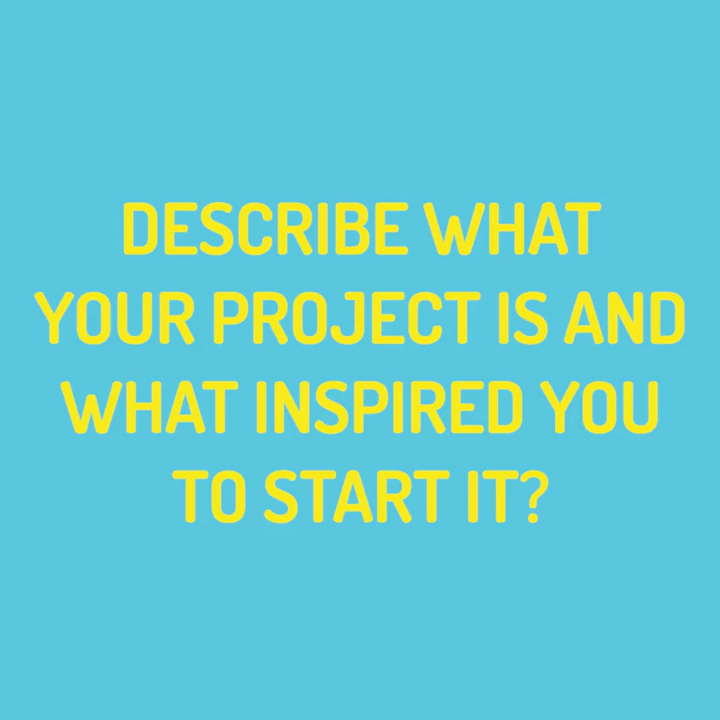 DESCRIBE WHAT
YOUR PROJECT IS AND
WHAT INSPIRED YOU
TO START IT?